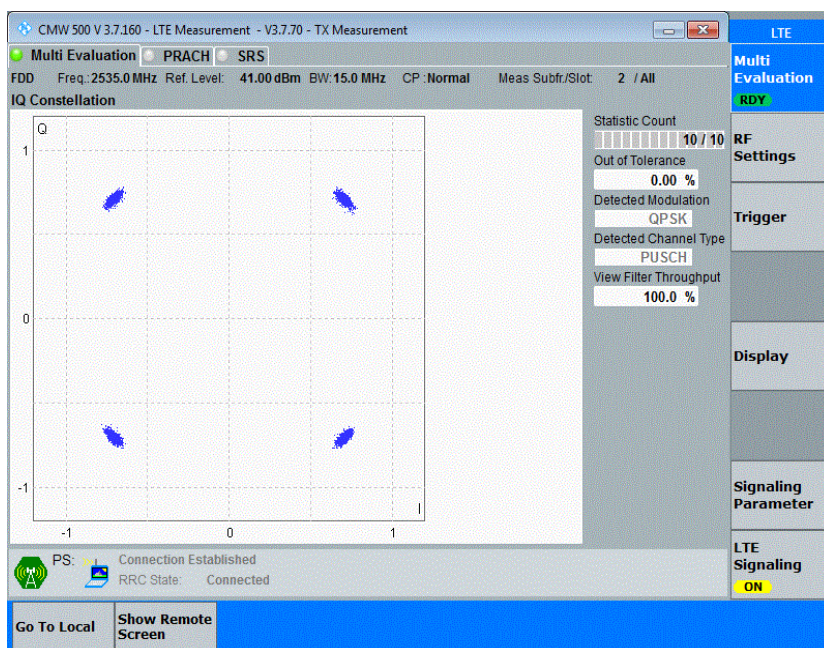 CMW 500 V 3.7.160 - LTE Measurement - V3.7.70 - TX Measurement
LTE
Multi Evaluation PRACH SRS
FDD Freq.: 2535.0 MHz Ref. Level: 41.00 dBm BW: 15.0 MHz CP : Normal Meas Subfr./Slot: 2 / All
IQ Constellation
Q
1
0
-1
I
-1 0 1
Statistic Count
10 / 10
Out of Tolerance
0.00 %
Detected Modulation
QPSK
Detected Channel Type
PUSCH
View Filter Throughput
100.0 %
Multi
Evaluation
RDY
RF
Settings
Trigger
Display
Signaling
Parameter
LTE
Signaling
ON
PS: Connection Established
RRC State: Connected
Go To Local
Show Remote
Screen